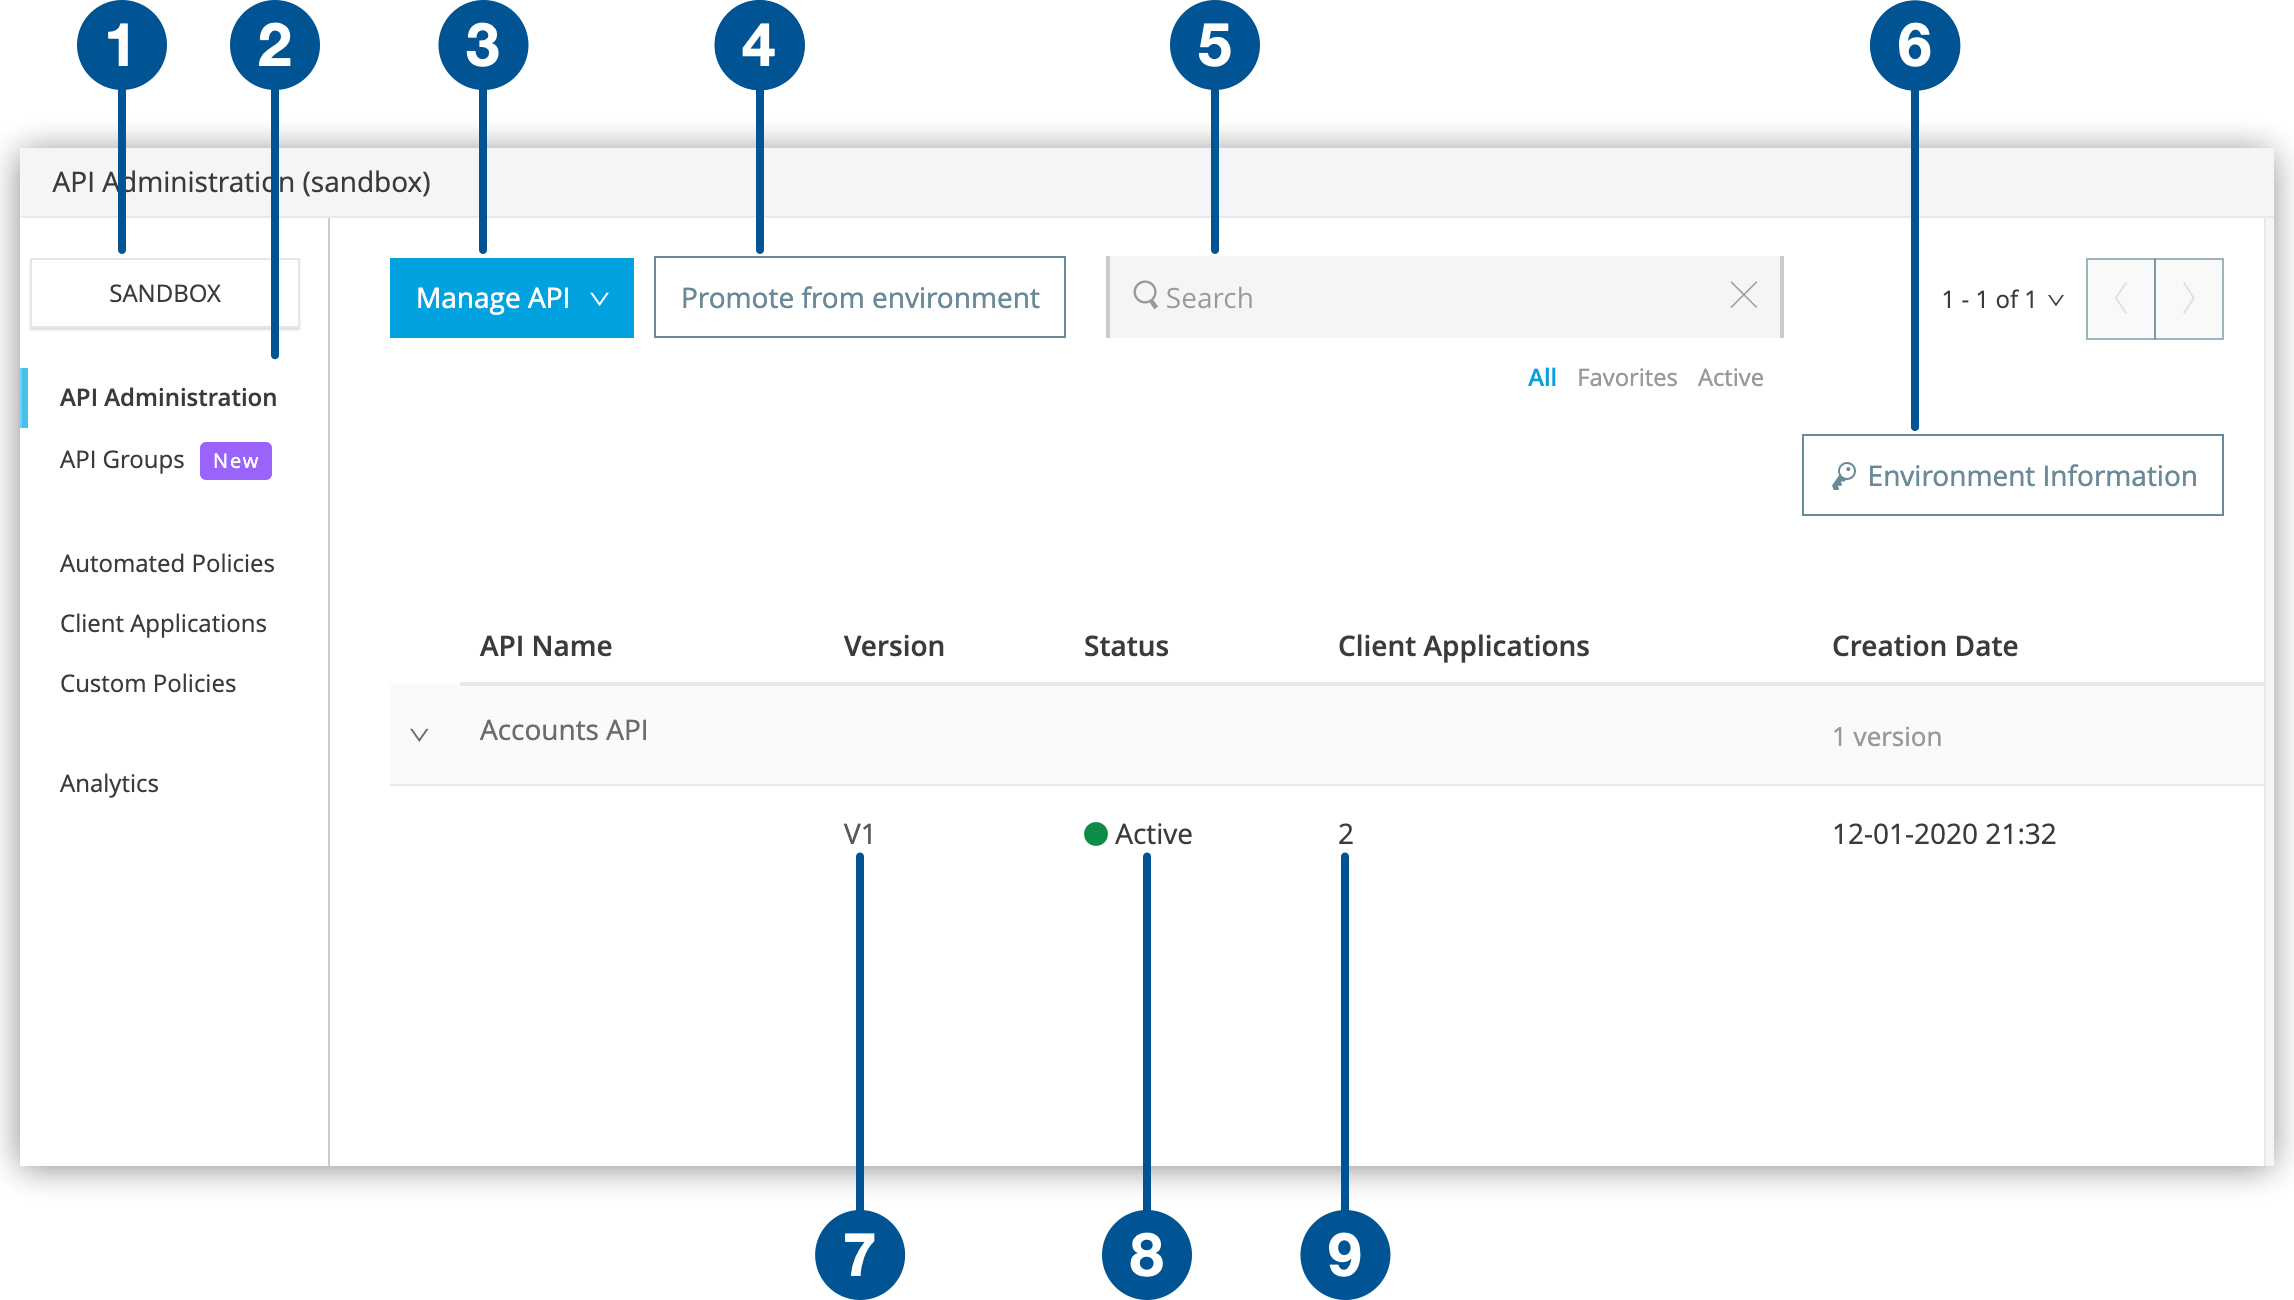 1 2 3 4 5 6
API Administration (sandbox)
SANDBOX
API Administration
API Groups New
Automated Policies
Client Applications
Custom Policies
Analytics
Manage API
Promote from environment
Search
1 - 1 of 1
All Favorites Active
Environment Information
API Name Version Status Client Applications Creation Date
Accounts API 1 version
V1 Active 2 12-01-2020 21:32
7 8 9